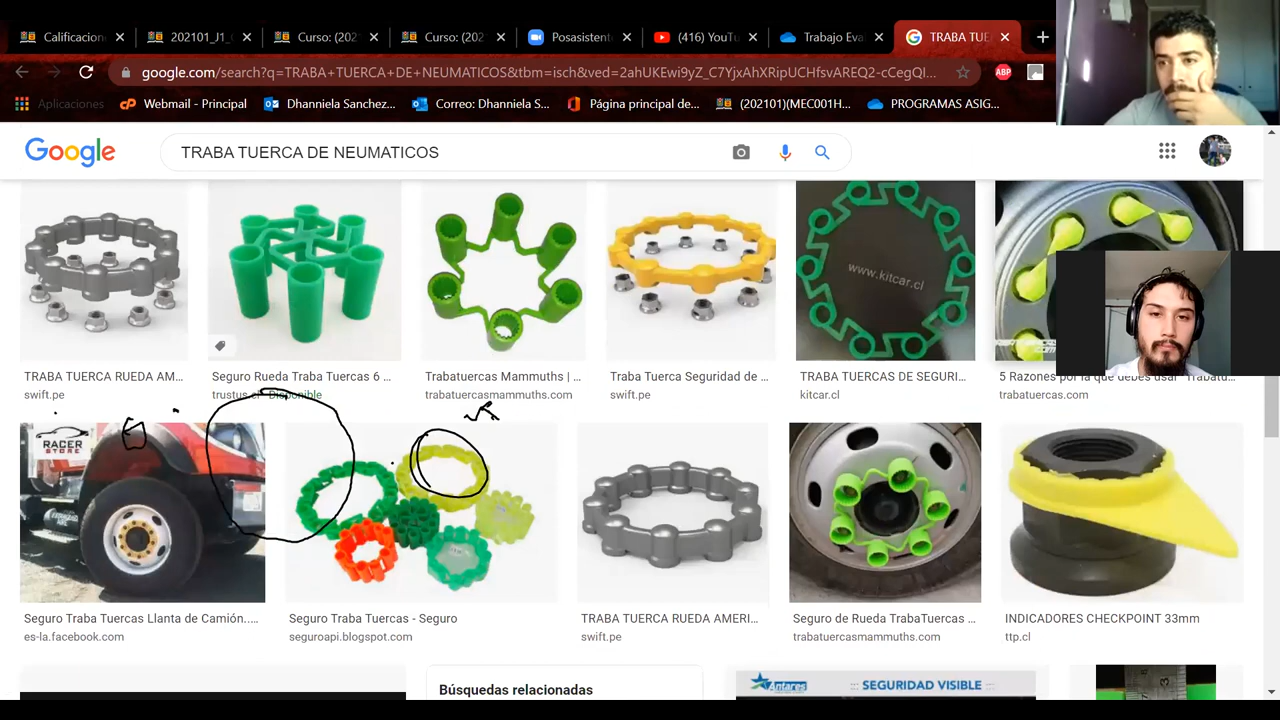 Calificacion
202101_J1_
Curso: (202
Curso: (202
Posasistente
(416) YouTu
Trabajo Eva
TRABA TUE
google.com/search?q=TRABA+TUERCA+DE+NEUMATICOS&tbm=isch&ved=2ahUKEwi9yZ_C7YjxAhXRipUCHfsvAREQ2-cCegQI...
ABP
Aplicaciones
Webmail - Principal
Dhanniela Sanchez...
Correo: Dhanniela S...
Página principal de...
(202101)(MEC001H...
PROGRAMAS ASIG...
Google
TRABA TUERCA DE NEUMATICOS
www.kitcar.cl
TRABA TUERCA RUEDA AM...
swift.pe
Seguro Rueda Traba Tuercas 6 ...
Disponible
Trabatuercas Mammuths | ...
trabatuercasmammuths.com
Traba Tuerca Seguridad de ...
swift.pe
TRABA TUERCAS DE SEGURI...
kitcar.cl
5 Razones por la que debes usar "Trabatu...
trabatuercas.com
RACER
STORE
Seguro Traba Tuercas Llanta de Camión..…
es-la.facebook.com
Seguro Traba Tuercas - Seguro
seguroapi.blogspot.com
TRABA TUERCA RUEDA AMERI...
swift.pe
Seguro de Rueda TrabaTuercas ...
trabatuercasmammuths.com
INDICADORES CHECKPOINT 33mm
ttp.cl
Búsquedas relacionadas
Antares
::: SEGURIDAD VISIBLE